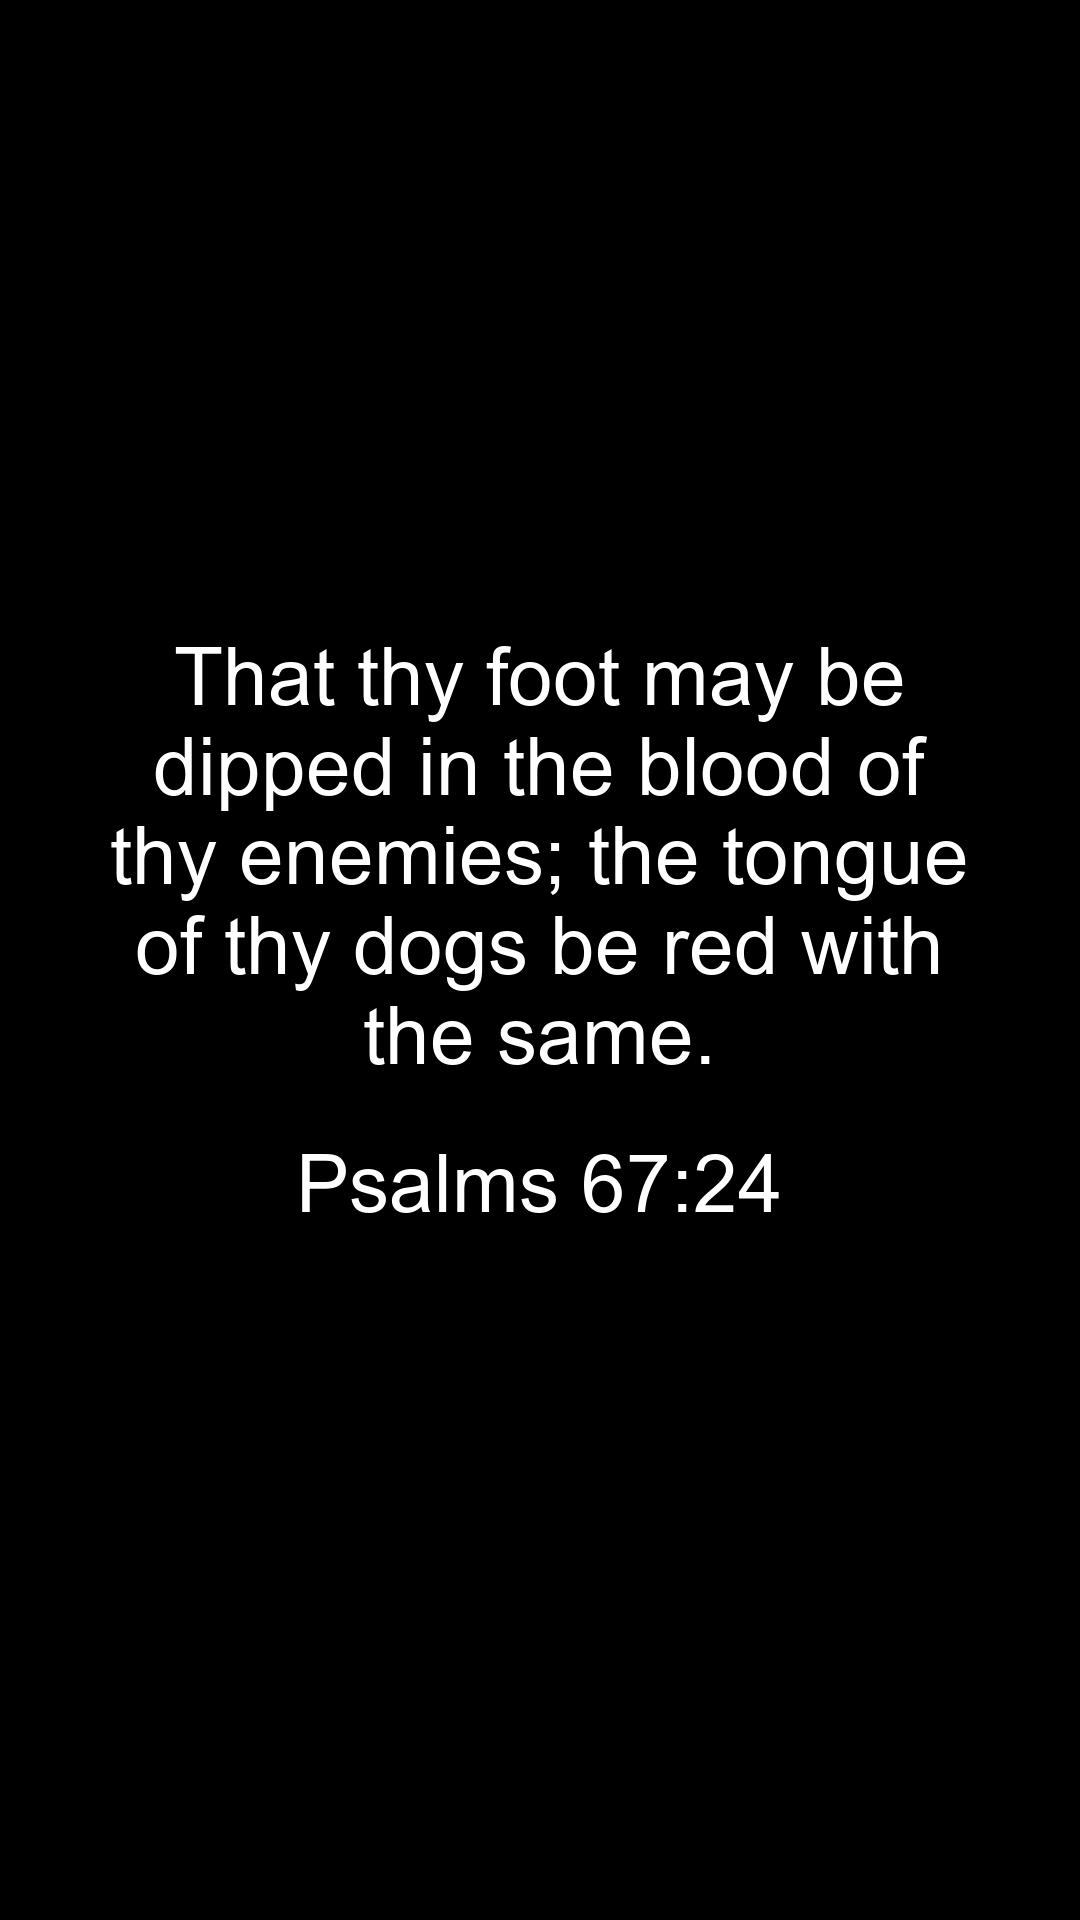 That thy foot may be
dipped in the blood of
thy enemies; the tongue
of thy dogs be red with
the same.
Psalms 67:24